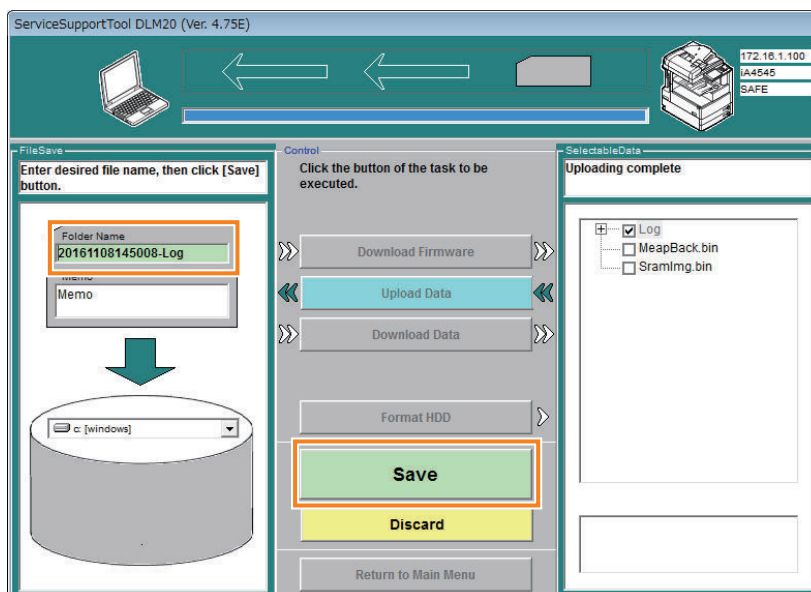 ServiceSupportTool DLM20 (Ver. 4.75E)
172.16.1.100
iA4545
SAFE
FileSave
Enter desired file name, then click [Save]
button.
Folder Name
20161108145008-Log
Memo
Memo
c: [windows]
Control
Click the button of the task to be
executed.
Download Firmware
Upload Data
Download Data
Format HDD
Save
Discard
Return to Main Menu
SelectableData
Uploading complete
Log
MeapBack.bin
SramImg.bin